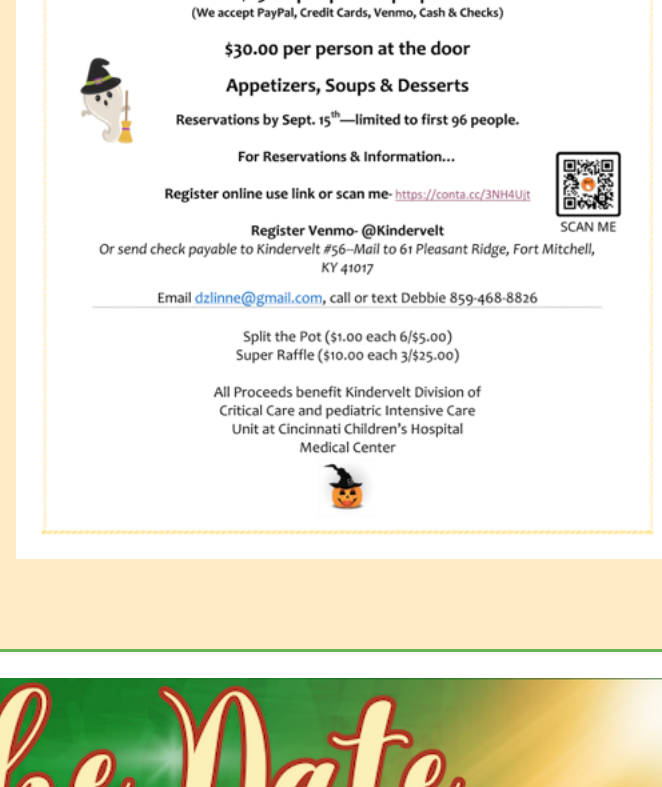 (We accept PayPal, Credit Cards, Venmo, Cash & Checks)
$30.00 per person at the door
Appetizers, Soups & Desserts
Reservations by Sept. 15th—limited to first 96 people.
For Reservations & Information...
Register online use link or scan me- https://conta.cc/3NH4Ujt
SCAN ME
Register Venmo- @Kindervelt
Or send check payable to Kindervelt #56--Mail to 61 Pleasant Ridge, Fort Mitchell,
KY 41017
Email dzlinne@gmail.com, call or text Debbie 859-468-8826
Split the Pot ($1.00 each 6/$5.00)
Super Raffle ($10.00 each 3/$25.00)
All Proceeds benefit Kindervelt Division of
Critical Care and pediatric Intensive Care
Unit at Cincinnati Children's Hospital
Medical Center
he Date